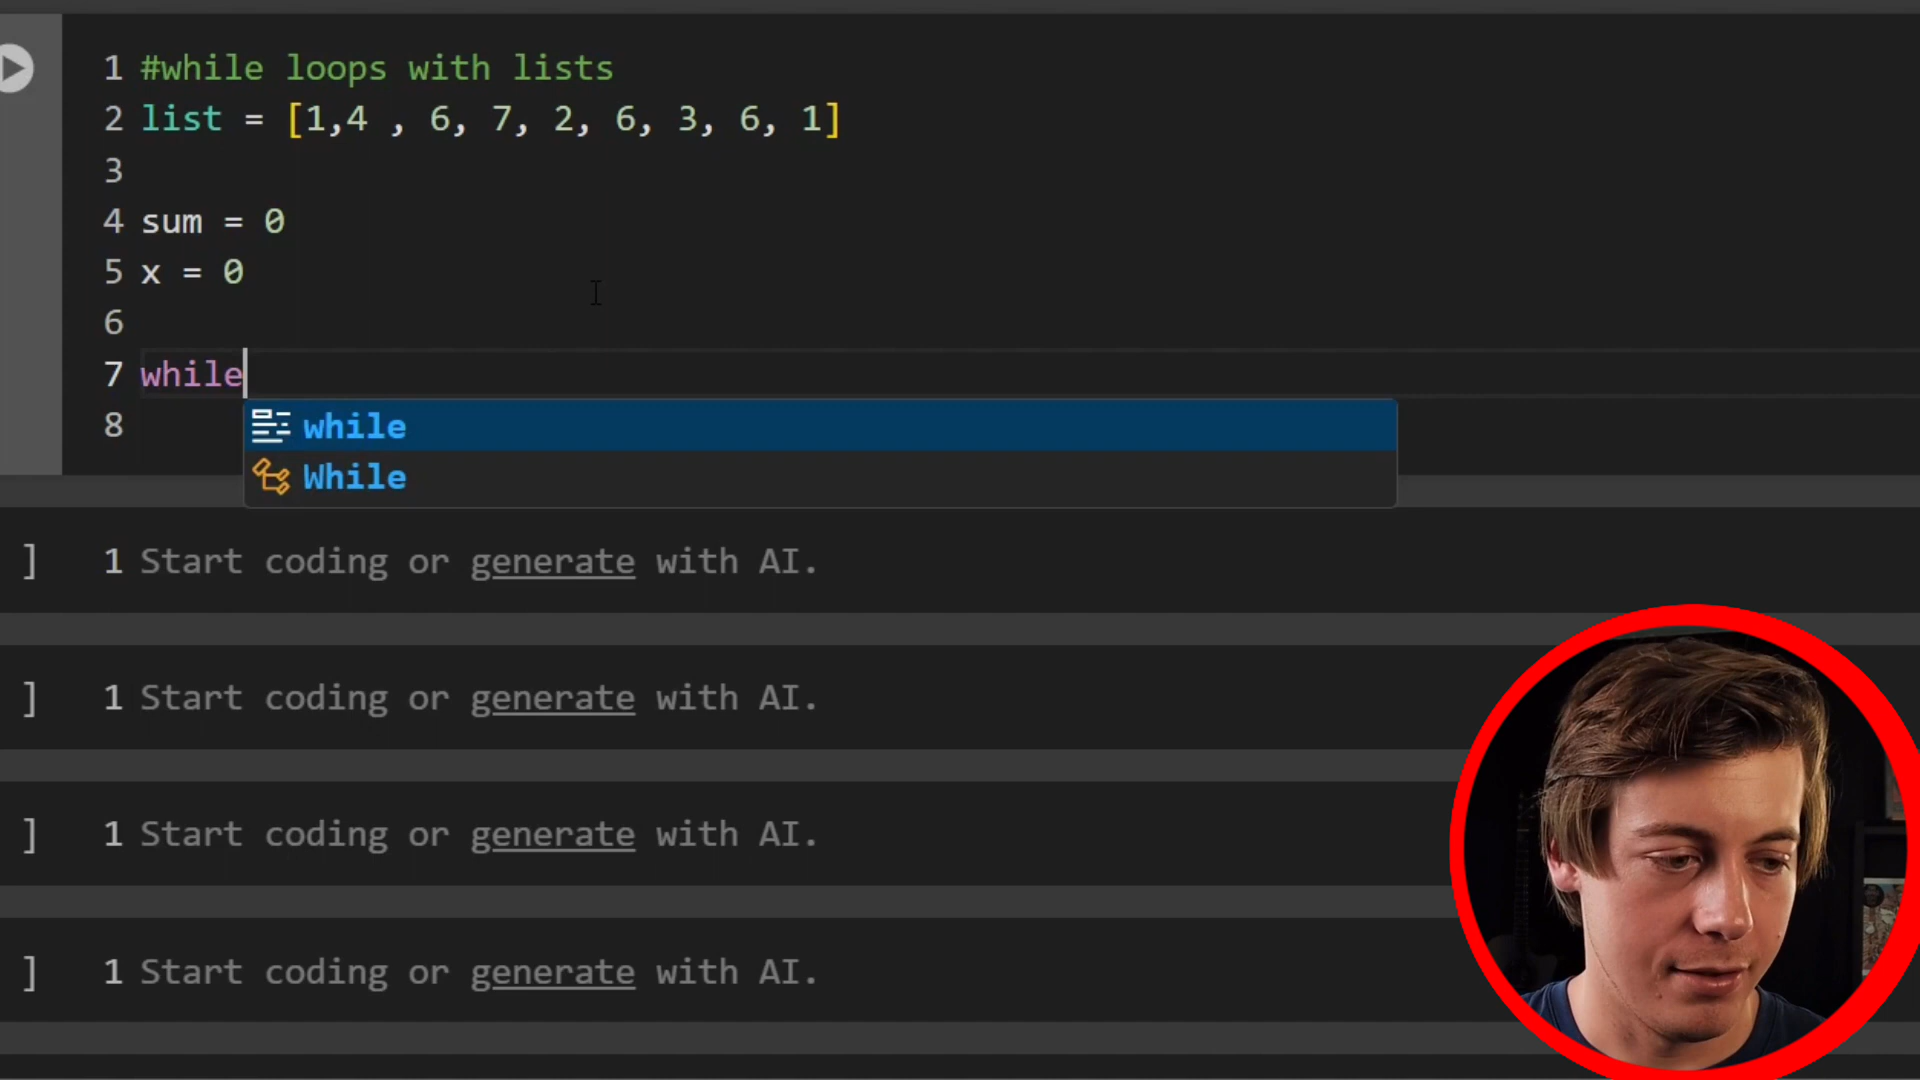 1 #while loops with lists
2 list = [1,4 , 6, 7, 2, 6, 3, 6, 1]
3
4 sum = 0
5 x = 0
6
7 while
while
8
While
] 1 Start coding or generate with AI.
] 1 Start coding or generate with AI.
] 1 Start coding or generate with AI.
] 1 Start coding or generate with AI.